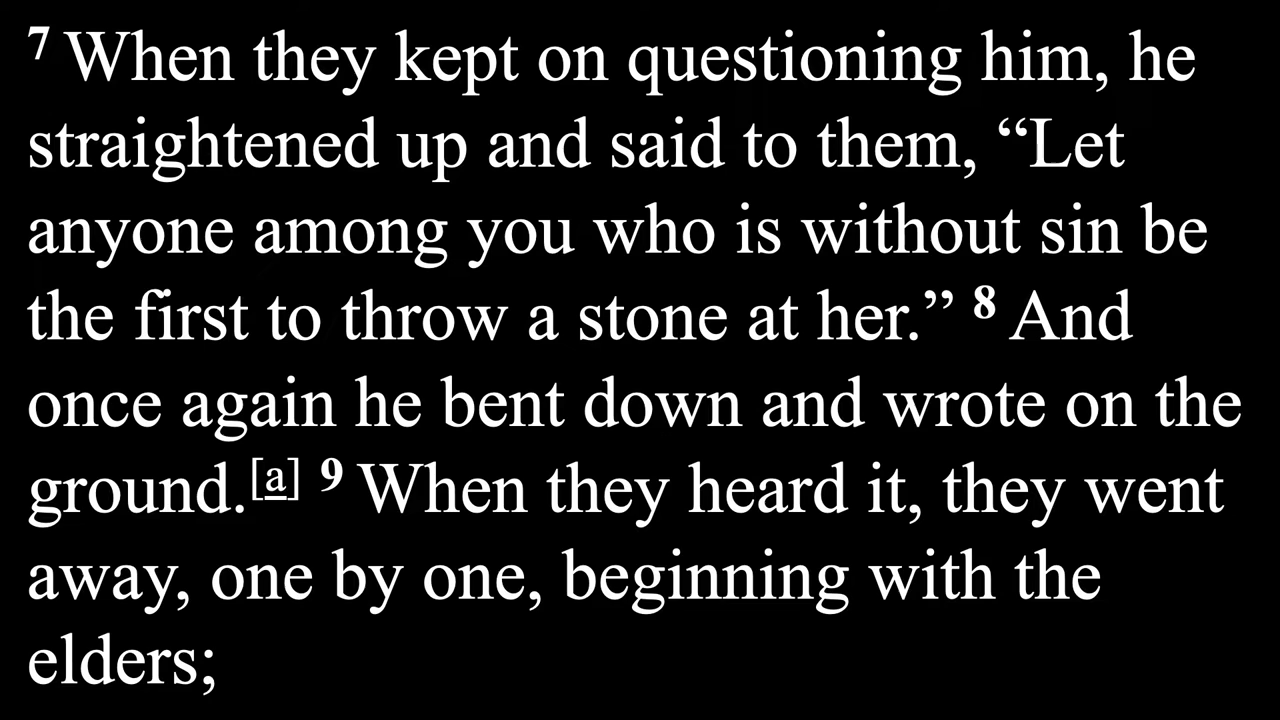 7 When they kept on questioning him, he
straightened up and said to them, “Let
anyone among you who is without sin be
the first to throw a stone at her.” 8 And
once again he bent down and wrote on the
ground.[a] 9 When they heard it, they went
away, one by one, beginning with the
elders;